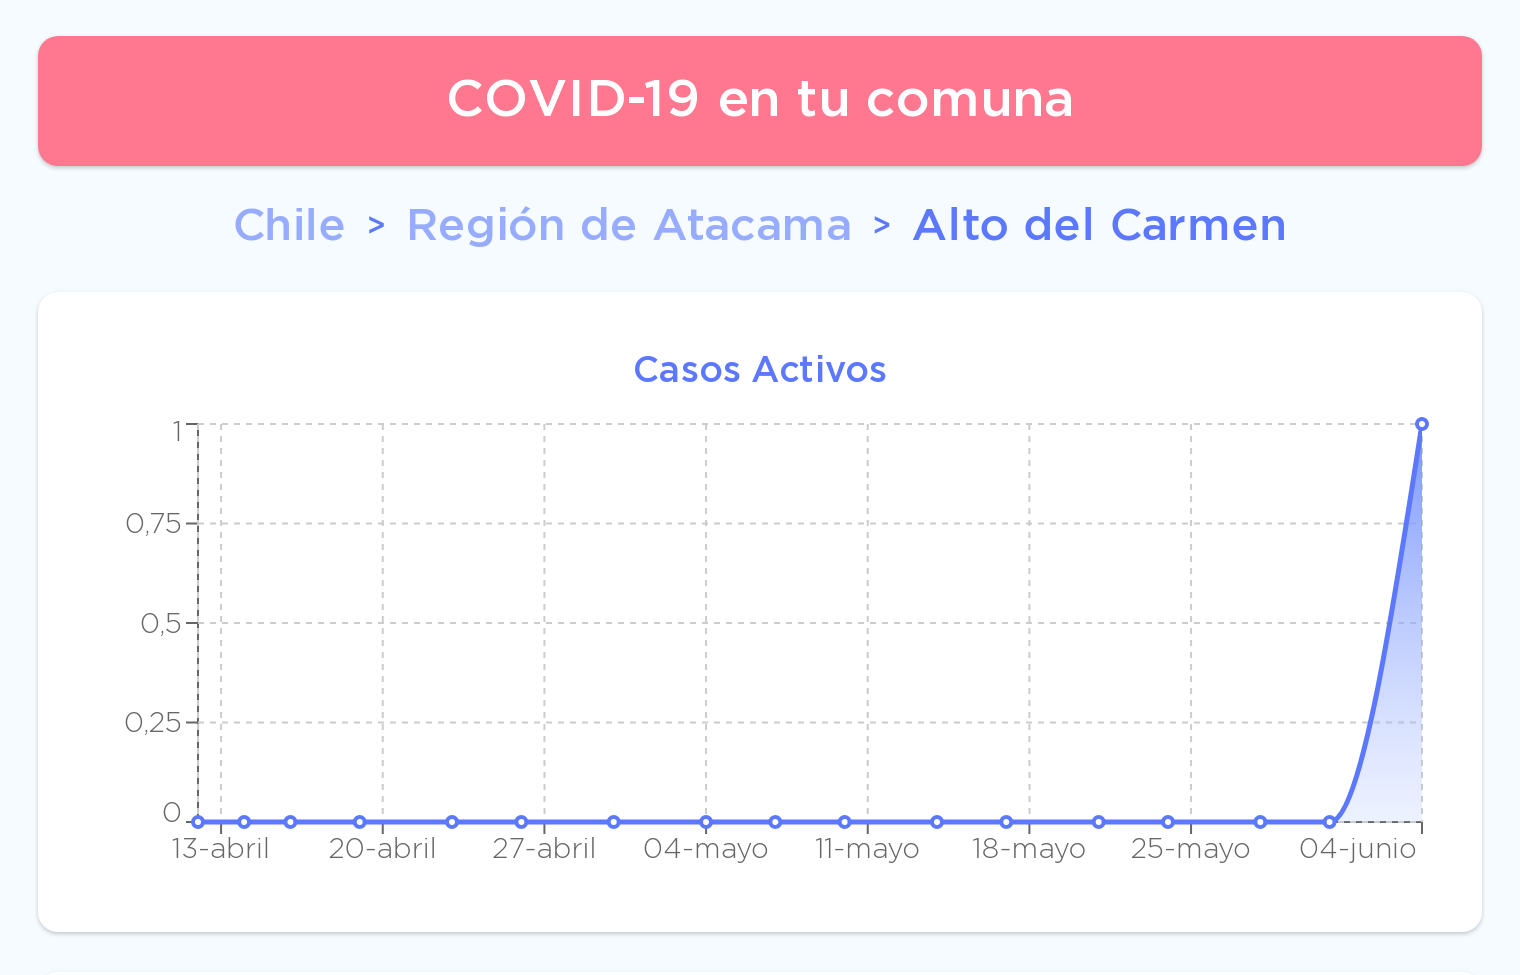 COVID-19 en tu comuna
Chile > Región de Atacama > Alto del Carmen
Casos Activos
1
0,75
0,5
0,25
0
13-abril 20-abril 27-abril 04-mayo 11-mayo 18-mayo 25-mayo 04-junio